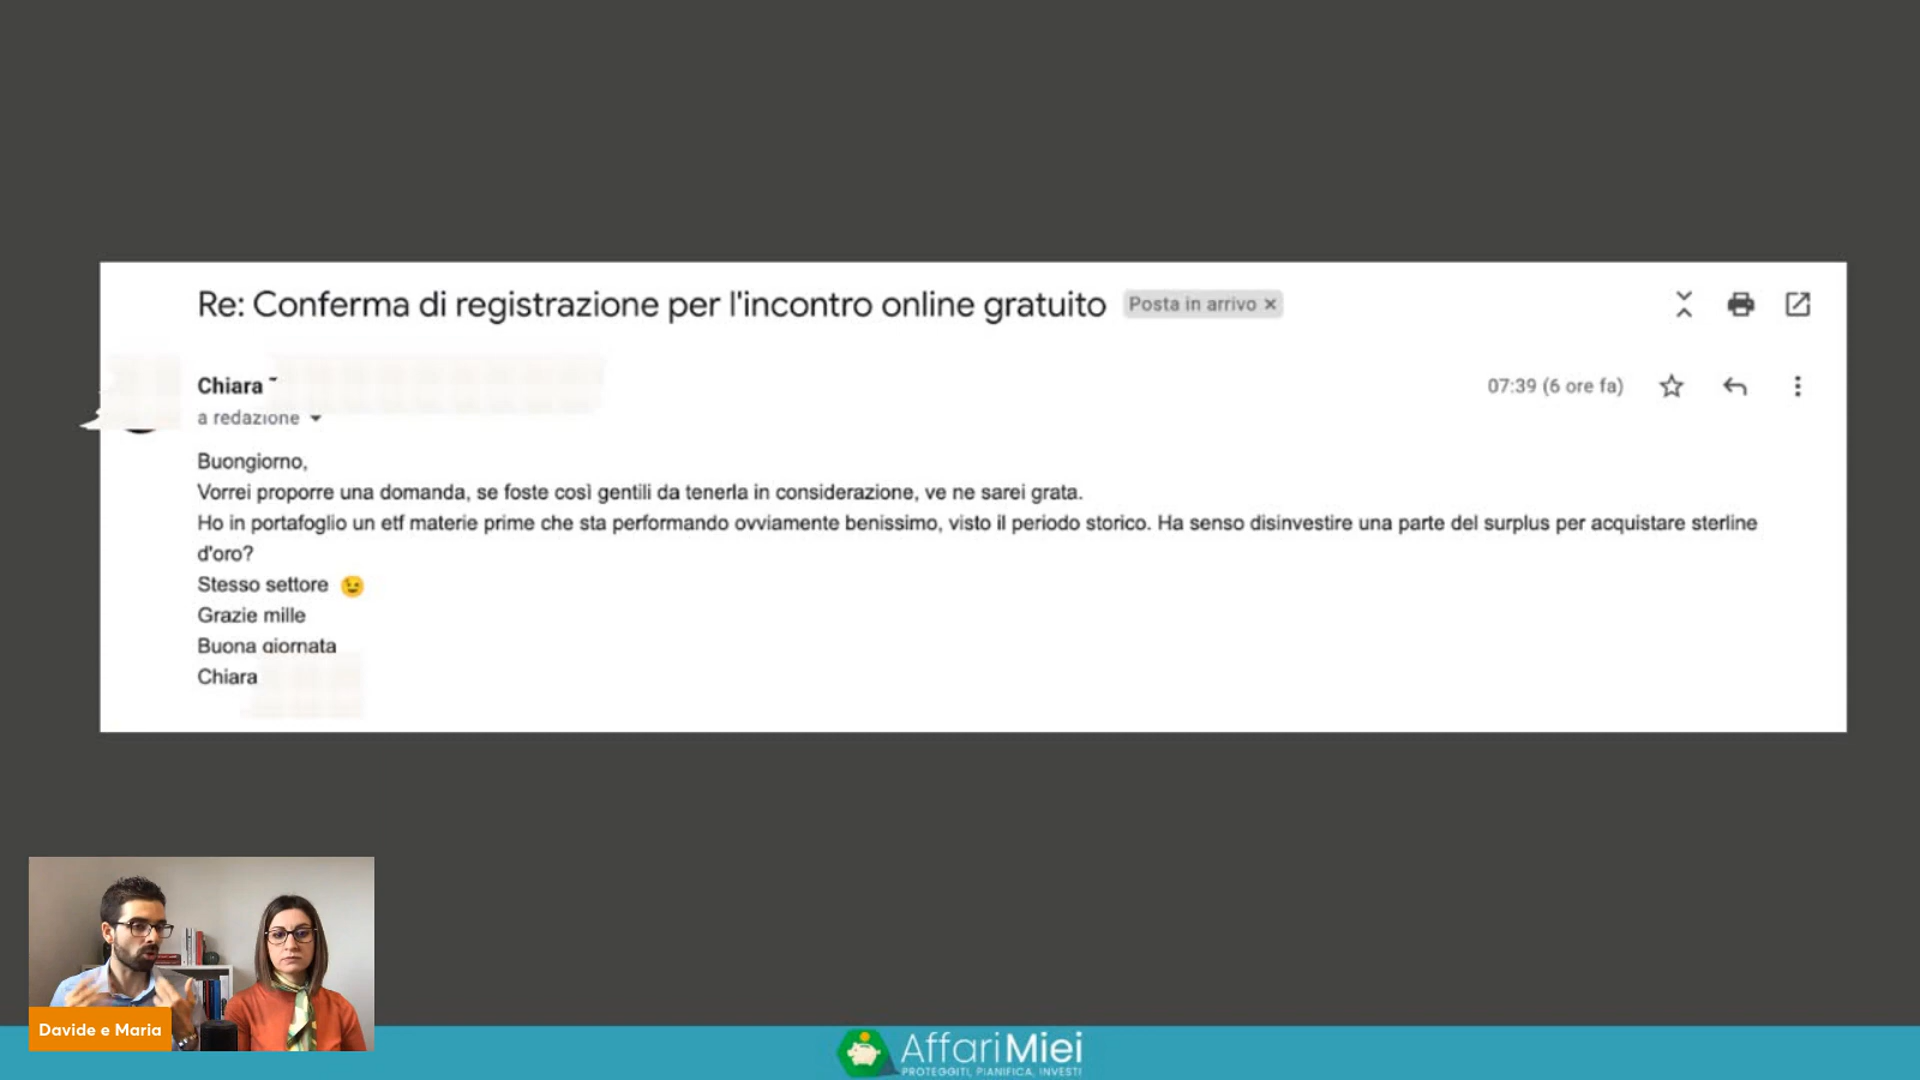 Re: Conferma di registrazione per l'incontro online gratuito Posta in arrivo ×
Chiara
07:39 (6 ore fa)
a redazione
Buongiorno,
Vorrei proporre una domanda, se foste così gentili da tenerla in considerazione, ve ne sarei grata.
Ho in portafoglio un etf materie prime che sta performando ovviamente benissimo, visto il periodo storico. Ha senso disinvestire una parte del surplus per acquistare sterline
d'oro?
Stesso settore 😉
Grazie mille
Buona giornata
Chiara
Davide e Maria
AffariMiei
PROTEGGITI, PIANIFICA, INVESTI